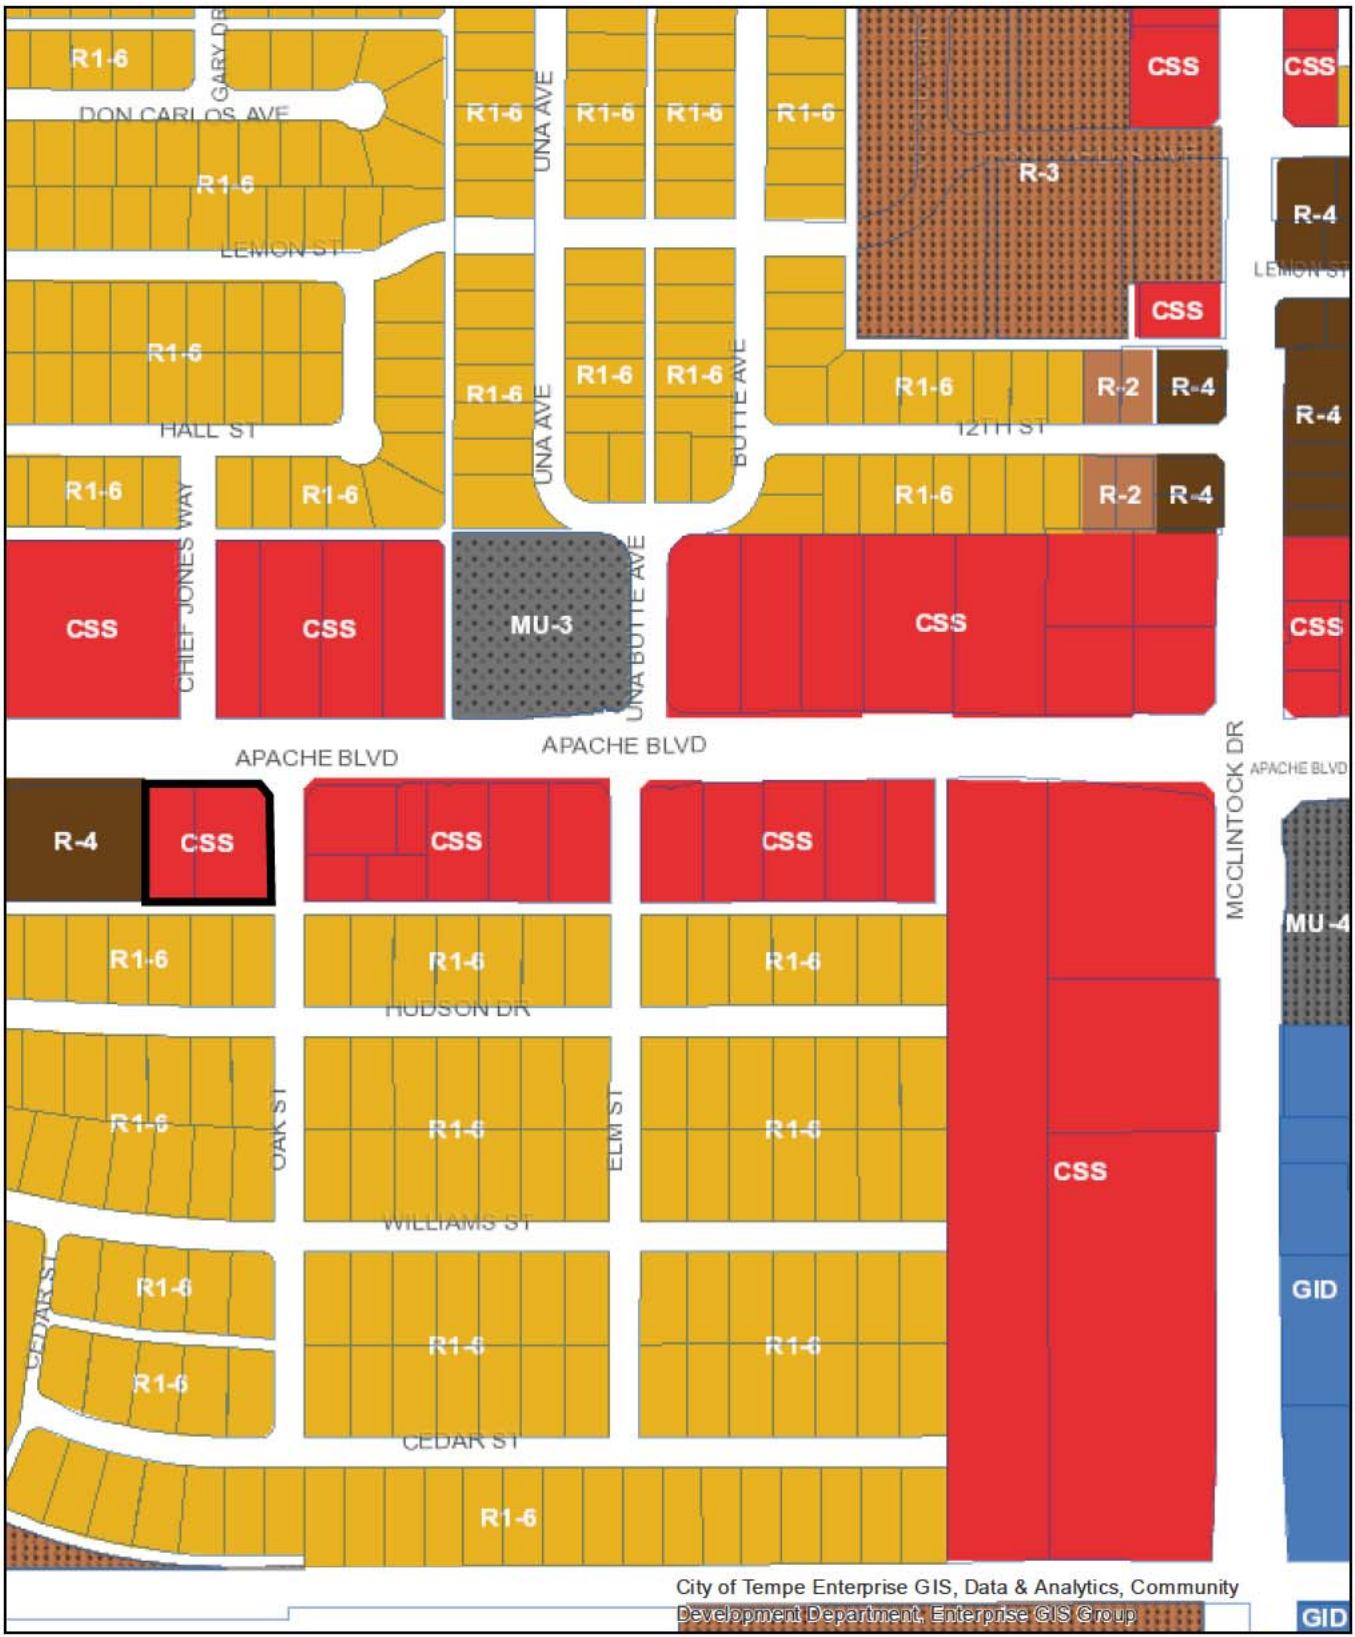 GARY DR
R1-6
CSS
CSS
DON CARLOS AVE
UNA AVE
R1-6
R1-6
R1-6
R1-6
R-3
R1-6
R-4
LEMON ST
LEMON ST
CSS
R1-6
R1-6
R1-6
R1-6
BUTTE AVE
R1-6
R-2
R-4
R-4
UNA AVE
HALL ST
12TH ST
R1-6
R1-6
R1-6
R-2
R-4
CHIEF JONES WAY
UNA BUTTE AVE
CSS
CSS
MU-3
CSS
CSS
APACHE BLVD
APACHE BLVD
APACHE BLVD
MCCLINTOCK DR
R-4
CSS
CSS
CSS
MU-4
R1-6
R1-6
R1-6
HUDSON DR
OAK ST
ELM ST
R1-6
R1-6
R1-6
CSS
WILLIAMS ST
CEDAR ST
R1-6
GID
R1-6
R1-6
R1-6
CEDAR ST
R1-6
City of Tempe Enterprise GIS, Data & Analytics, Community
Development Department, Enterprise GIS Group
GID